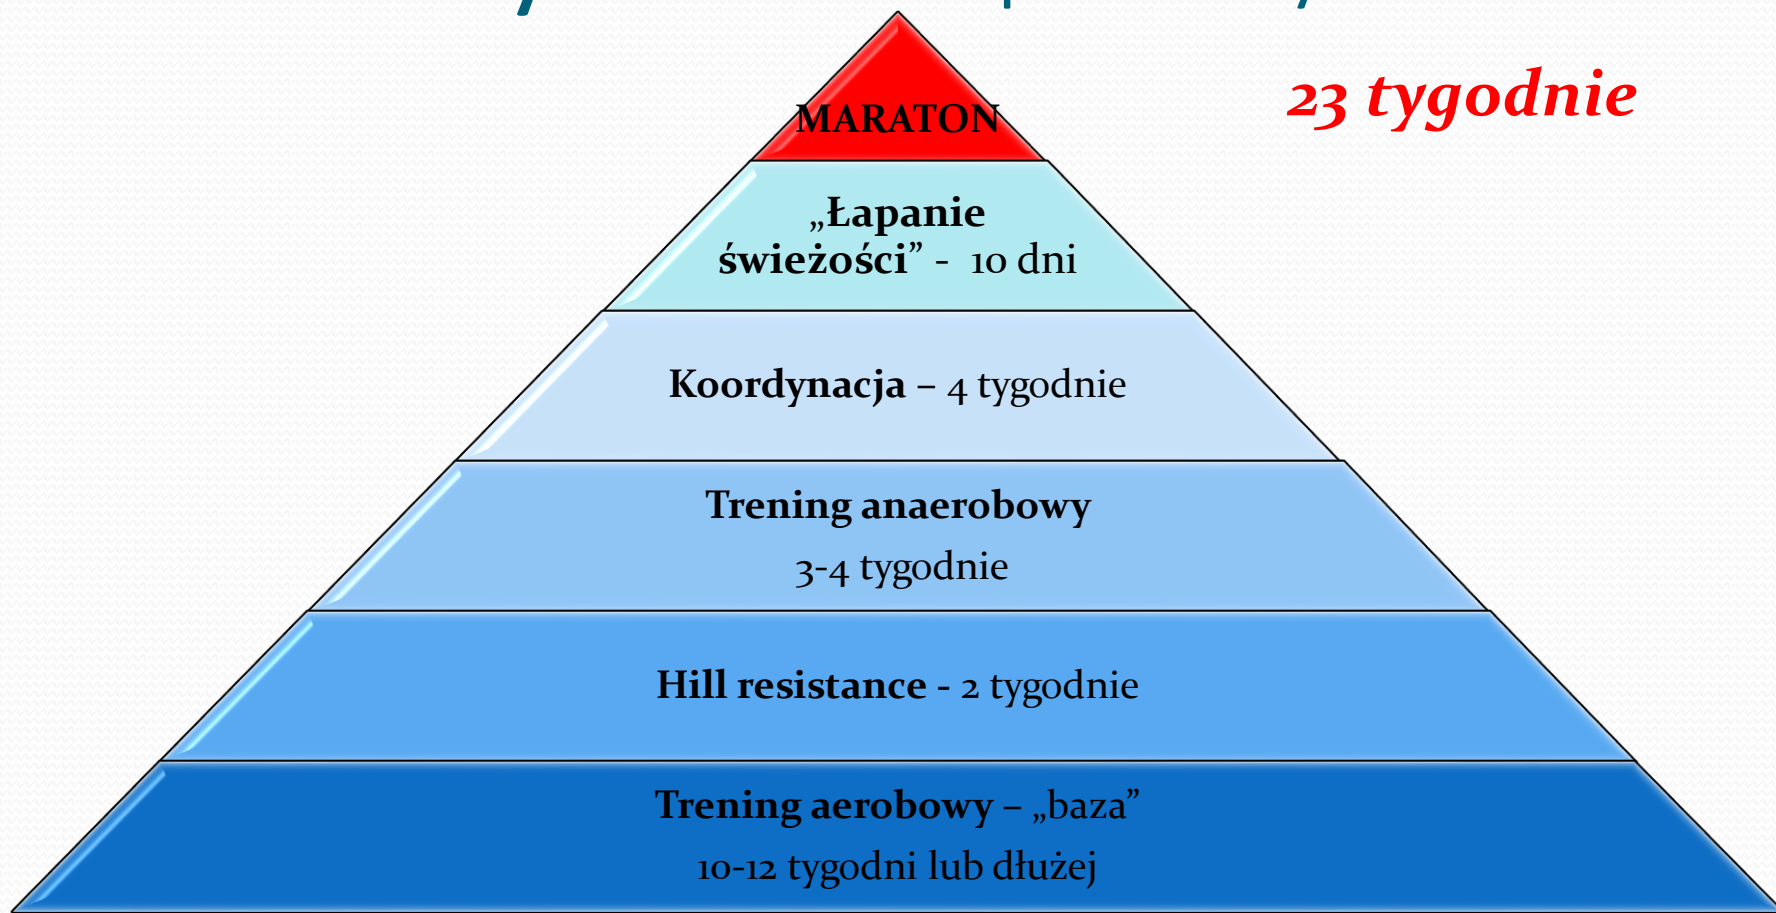 23 tygodnie
MARATON
„Łapanie
świeżości” - 10 dni
Koordynacja – 4 tygodnie
Trening anaerobowy
3-4 tygodnie
Hill resistance - 2 tygodnie
Trening aerobowy – „baza”
10-12 tygodni lub dłużej